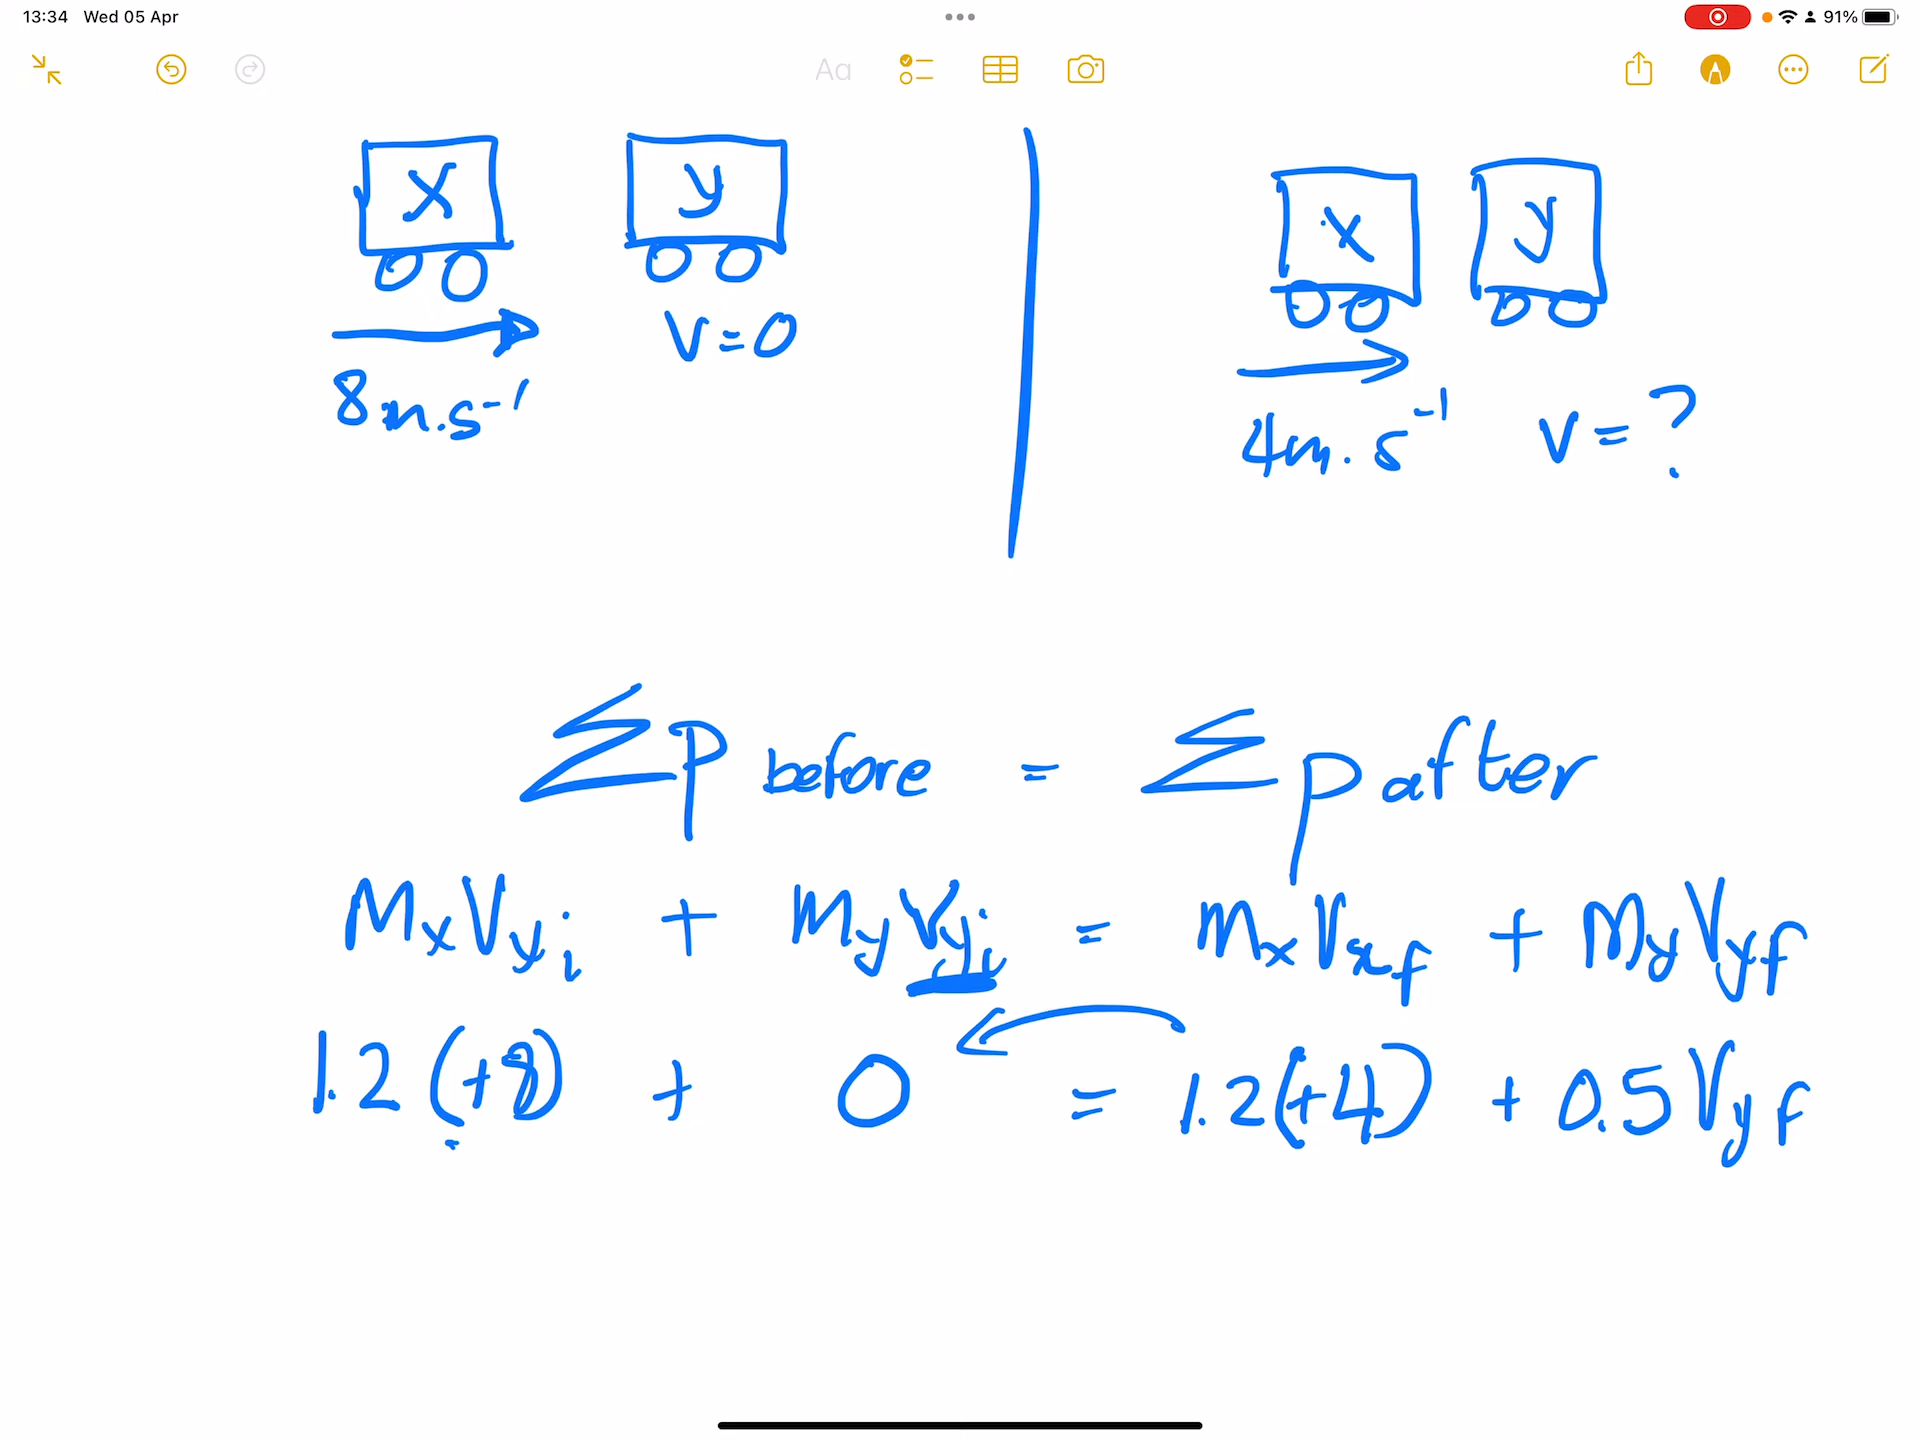 13:34 Wed 05 Apr 91%
Aa
x y x y
8m.s⁻¹ v=0 4m.s⁻¹ v=?
Σp before = Σp after
MxVyi + MyVyi = mxVxf + MyVyf
1.2(+8) + 0 = 1.2(+4) + 0.5Vyf